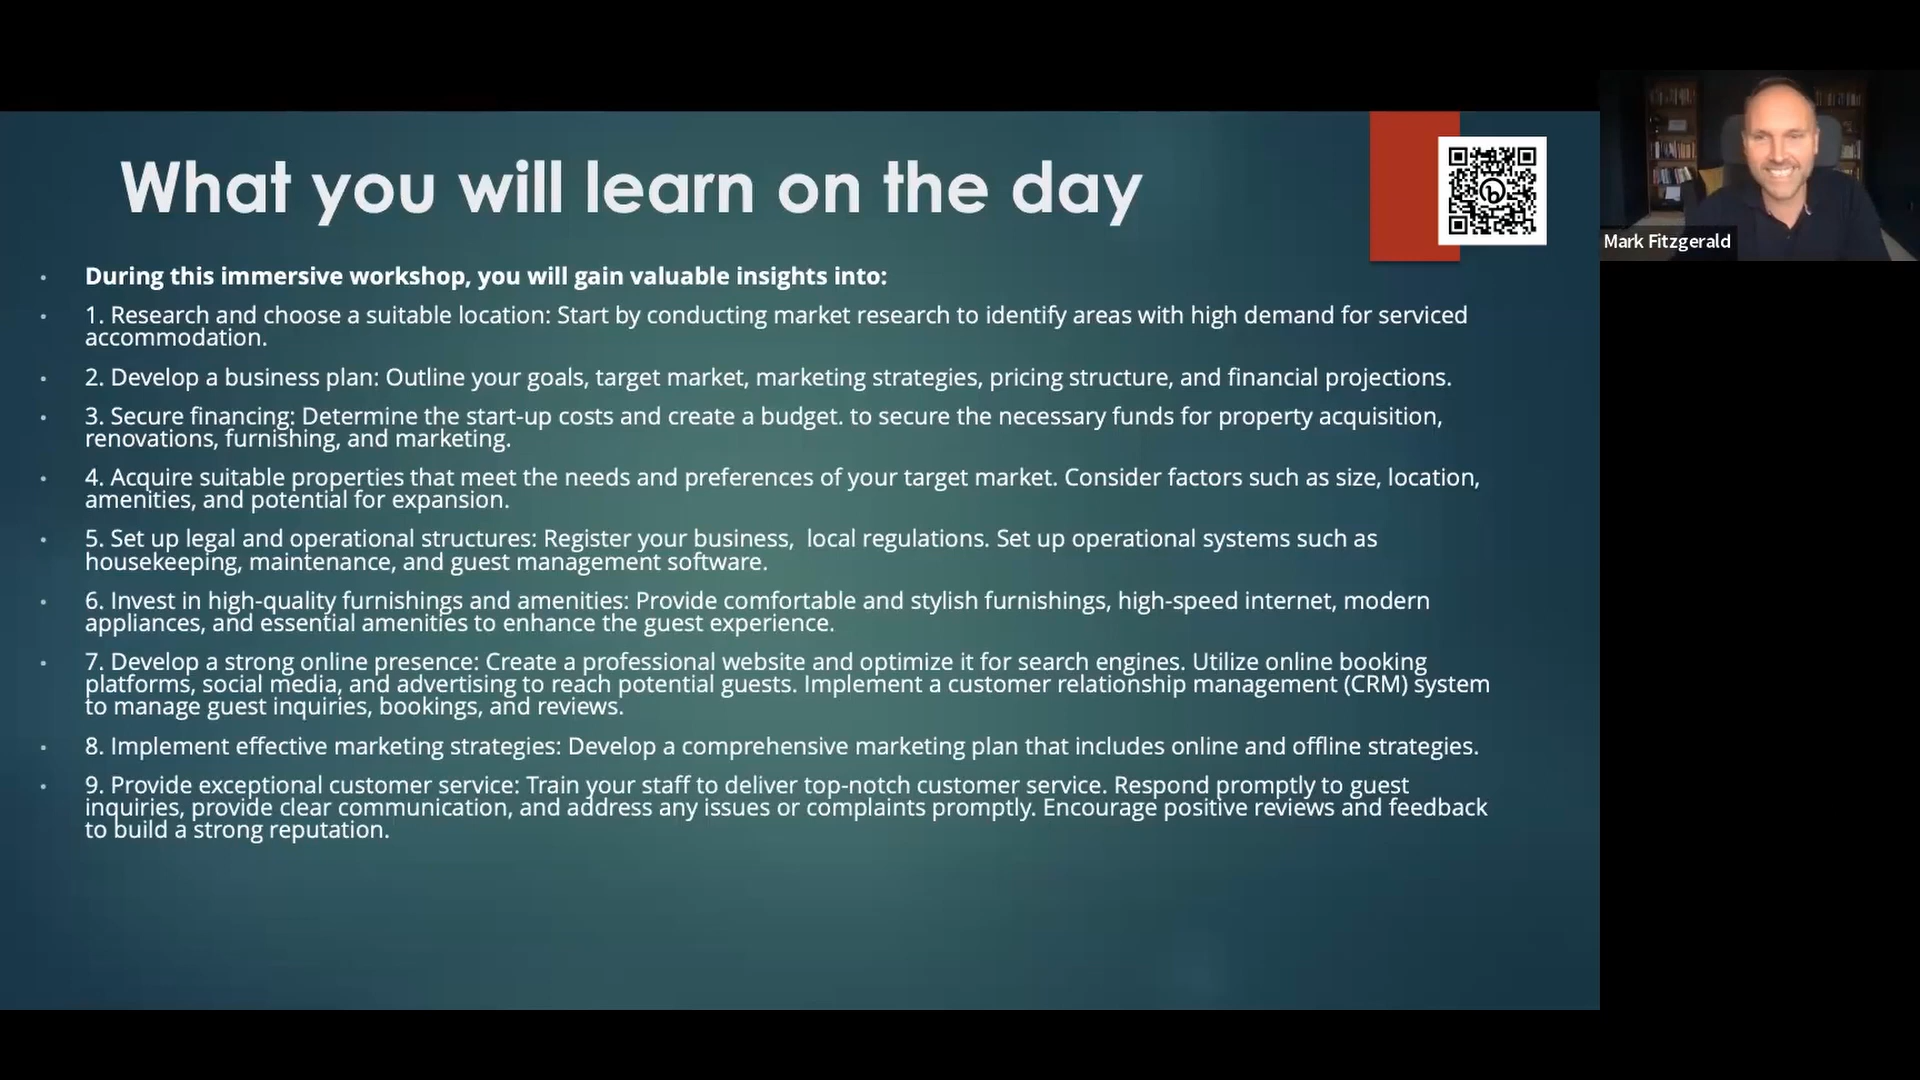 What you will learn on the day
During this immersive workshop, you will gain valuable insights into:
1. Research and choose a suitable location: Start by conducting market research to identify areas with high demand for serviced
accommodation.
2. Develop a business plan: Outline your goals, target market, marketing strategies, pricing structure, and financial projections.
3. Secure financing: Determine the start-up costs and create a budget. to secure the necessary funds for property acquisition,
renovations, furnishing, and marketing.
4. Acquire suitable properties that meet the needs and preferences of your target market. Consider factors such as size, location,
amenities, and potential for expansion.
5. Set up legal and operational structures: Register your business,  local regulations. Set up operational systems such as
housekeeping, maintenance, and guest management software.
6. Invest in high-quality furnishings and amenities: Provide comfortable and stylish furnishings, high-speed internet, modern
appliances, and essential amenities to enhance the guest experience.
7. Develop a strong online presence: Create a professional website and optimize it for search engines. Utilize online booking
platforms, social media, and advertising to reach potential guests. Implement a customer relationship management (CRM) system
to manage guest inquiries, bookings, and reviews.
8. Implement effective marketing strategies: Develop a comprehensive marketing plan that includes online and offline strategies.
9. Provide exceptional customer service: Train your staff to deliver top-notch customer service. Respond promptly to guest
inquiries, provide clear communication, and address any issues or complaints promptly. Encourage positive reviews and feedback
to build a strong reputation.
Mark Fitzgerald